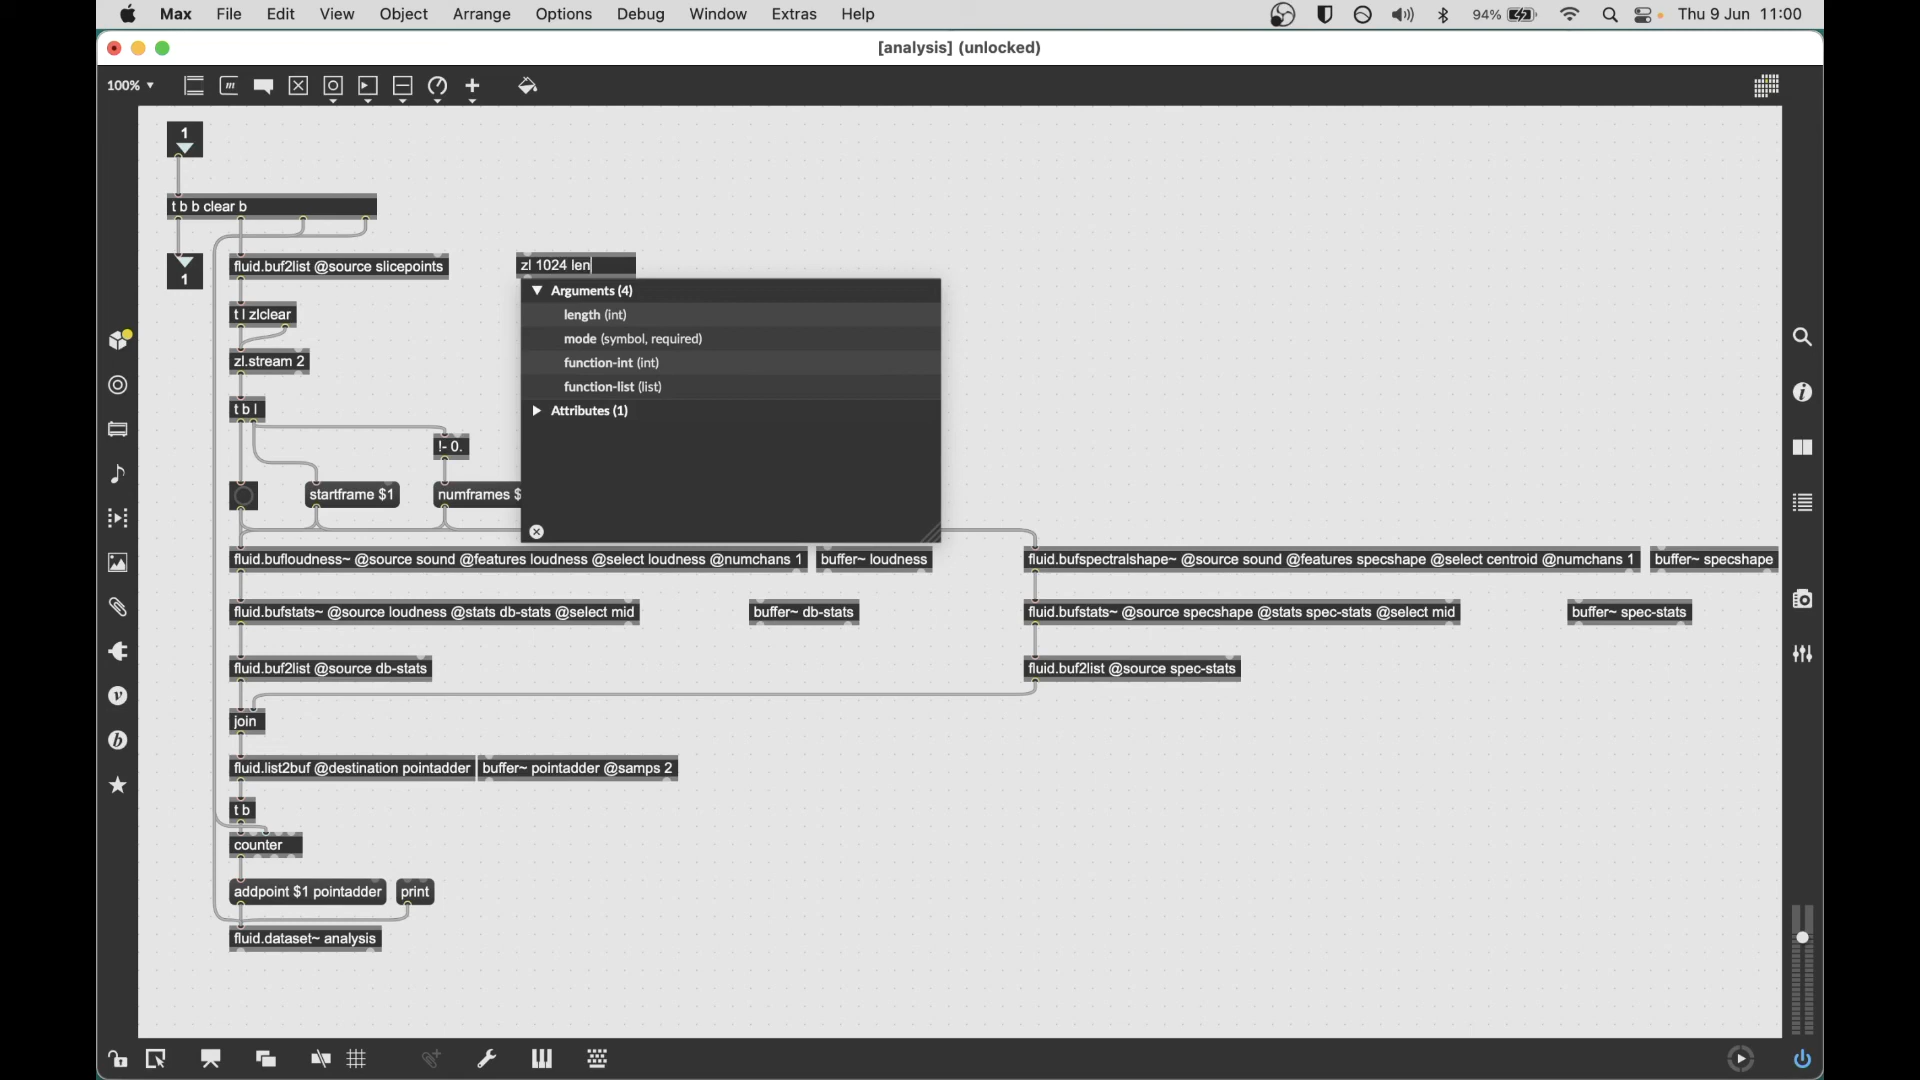 Max File Edit View Object Arrange Options Debug Window Extras Help 94% Thu 9 Jun 11:00
[analysis] (unlocked)
100%
1
t b b clear b
1
fluid.buf2list @source slicepoints
zl 1024 len
t l zlclear
zl.stream 2
t b l
!- 0.
startframe $1
numframes $
Arguments (4)
length (int)
mode (symbol, required)
function-int (int)
function-list (list)
Attributes (1)
fluid.bufloudness~ @source sound @features loudness @select loudness @numchans 1
buffer~ loudness
fluid.bufspectralshape~ @source sound @features specshape @select centroid @numchans 1
buffer~ specshape
fluid.bufstats~ @source loudness @stats db-stats @select mid
buffer~ db-stats
fluid.bufstats~ @source specshape @stats spec-stats @select mid
buffer~ spec-stats
fluid.buf2list @source db-stats
fluid.buf2list @source spec-stats
join
fluid.list2buf @destination pointadder
buffer~ pointadder @samps 2
t b
counter
addpoint $1 pointadder
print
fluid.dataset~ analysis